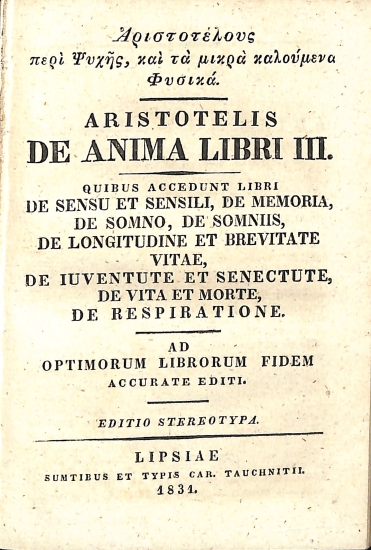 Ἀριστοτέλους
περὶ Ψυχῆς, καὶ τὰ μικρὰ καλούμενα
Φυσικά.
ARISTOTELIS
DE ANIMA LIBRI III.
QUIBUS ACCEDUNT LIBRI
DE SENSU ET SENSILI, DE MEMORIA,
DE SOMNO, DE SOMNIIS,
DE LONGITUDINE ET BREVITATE
VITAE,
DE IUVENTUTE ET SENECTUTE,
DE VITA ET MORTE,
DE RESPIRATIONE.
AD
OPTIMORUM LIBRORUM FIDEM
ACCURATE EDITI.
EDITIO STEREOTYPA.
LIPSIAE
SUMTIBUS ET TYPIS CAR. TAUCHNITII.
1831.